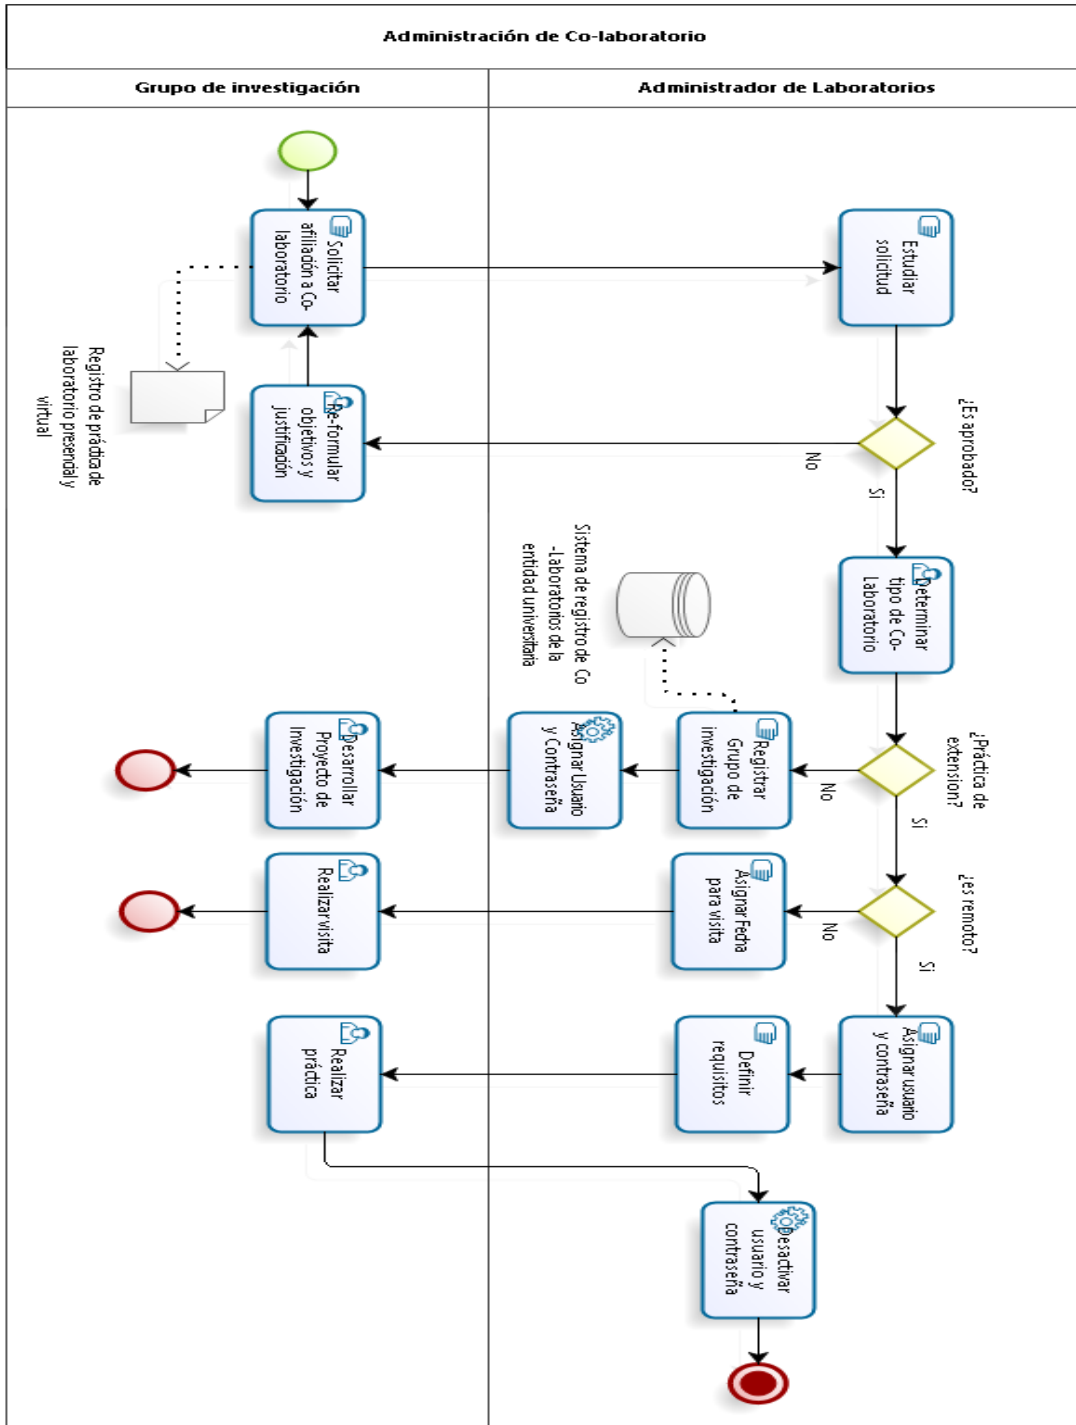 Administración de Co-laboratorio
Grupo de investigación
Administrador de Laboratorios
Solicitar
afiliación a Co-
laboratorio
Estudiar
solicitud
Registro de práctica de
laboratorio presencial y
virtual
Re-formular
objetivos y
justificación
¿Es aprobado?
No
Si
Determinar
tipo de Co-
Laboratorio
Sistema de registro de Co
-Laboratorios de la
entidad universitaria
¿Práctica de
extension?
No
Si
Registrar
Grupo de
investigación
Asignar Usuario
y Contraseña
Desarrollar
Proyecto de
Investigación
¿es remoto?
No
Si
Asignar Fecha
para visita
Realizar visita
Asignar usuario
y contraseña
Definir
requisitos
Realizar
práctica
Desactivar
usuario y
contraseña